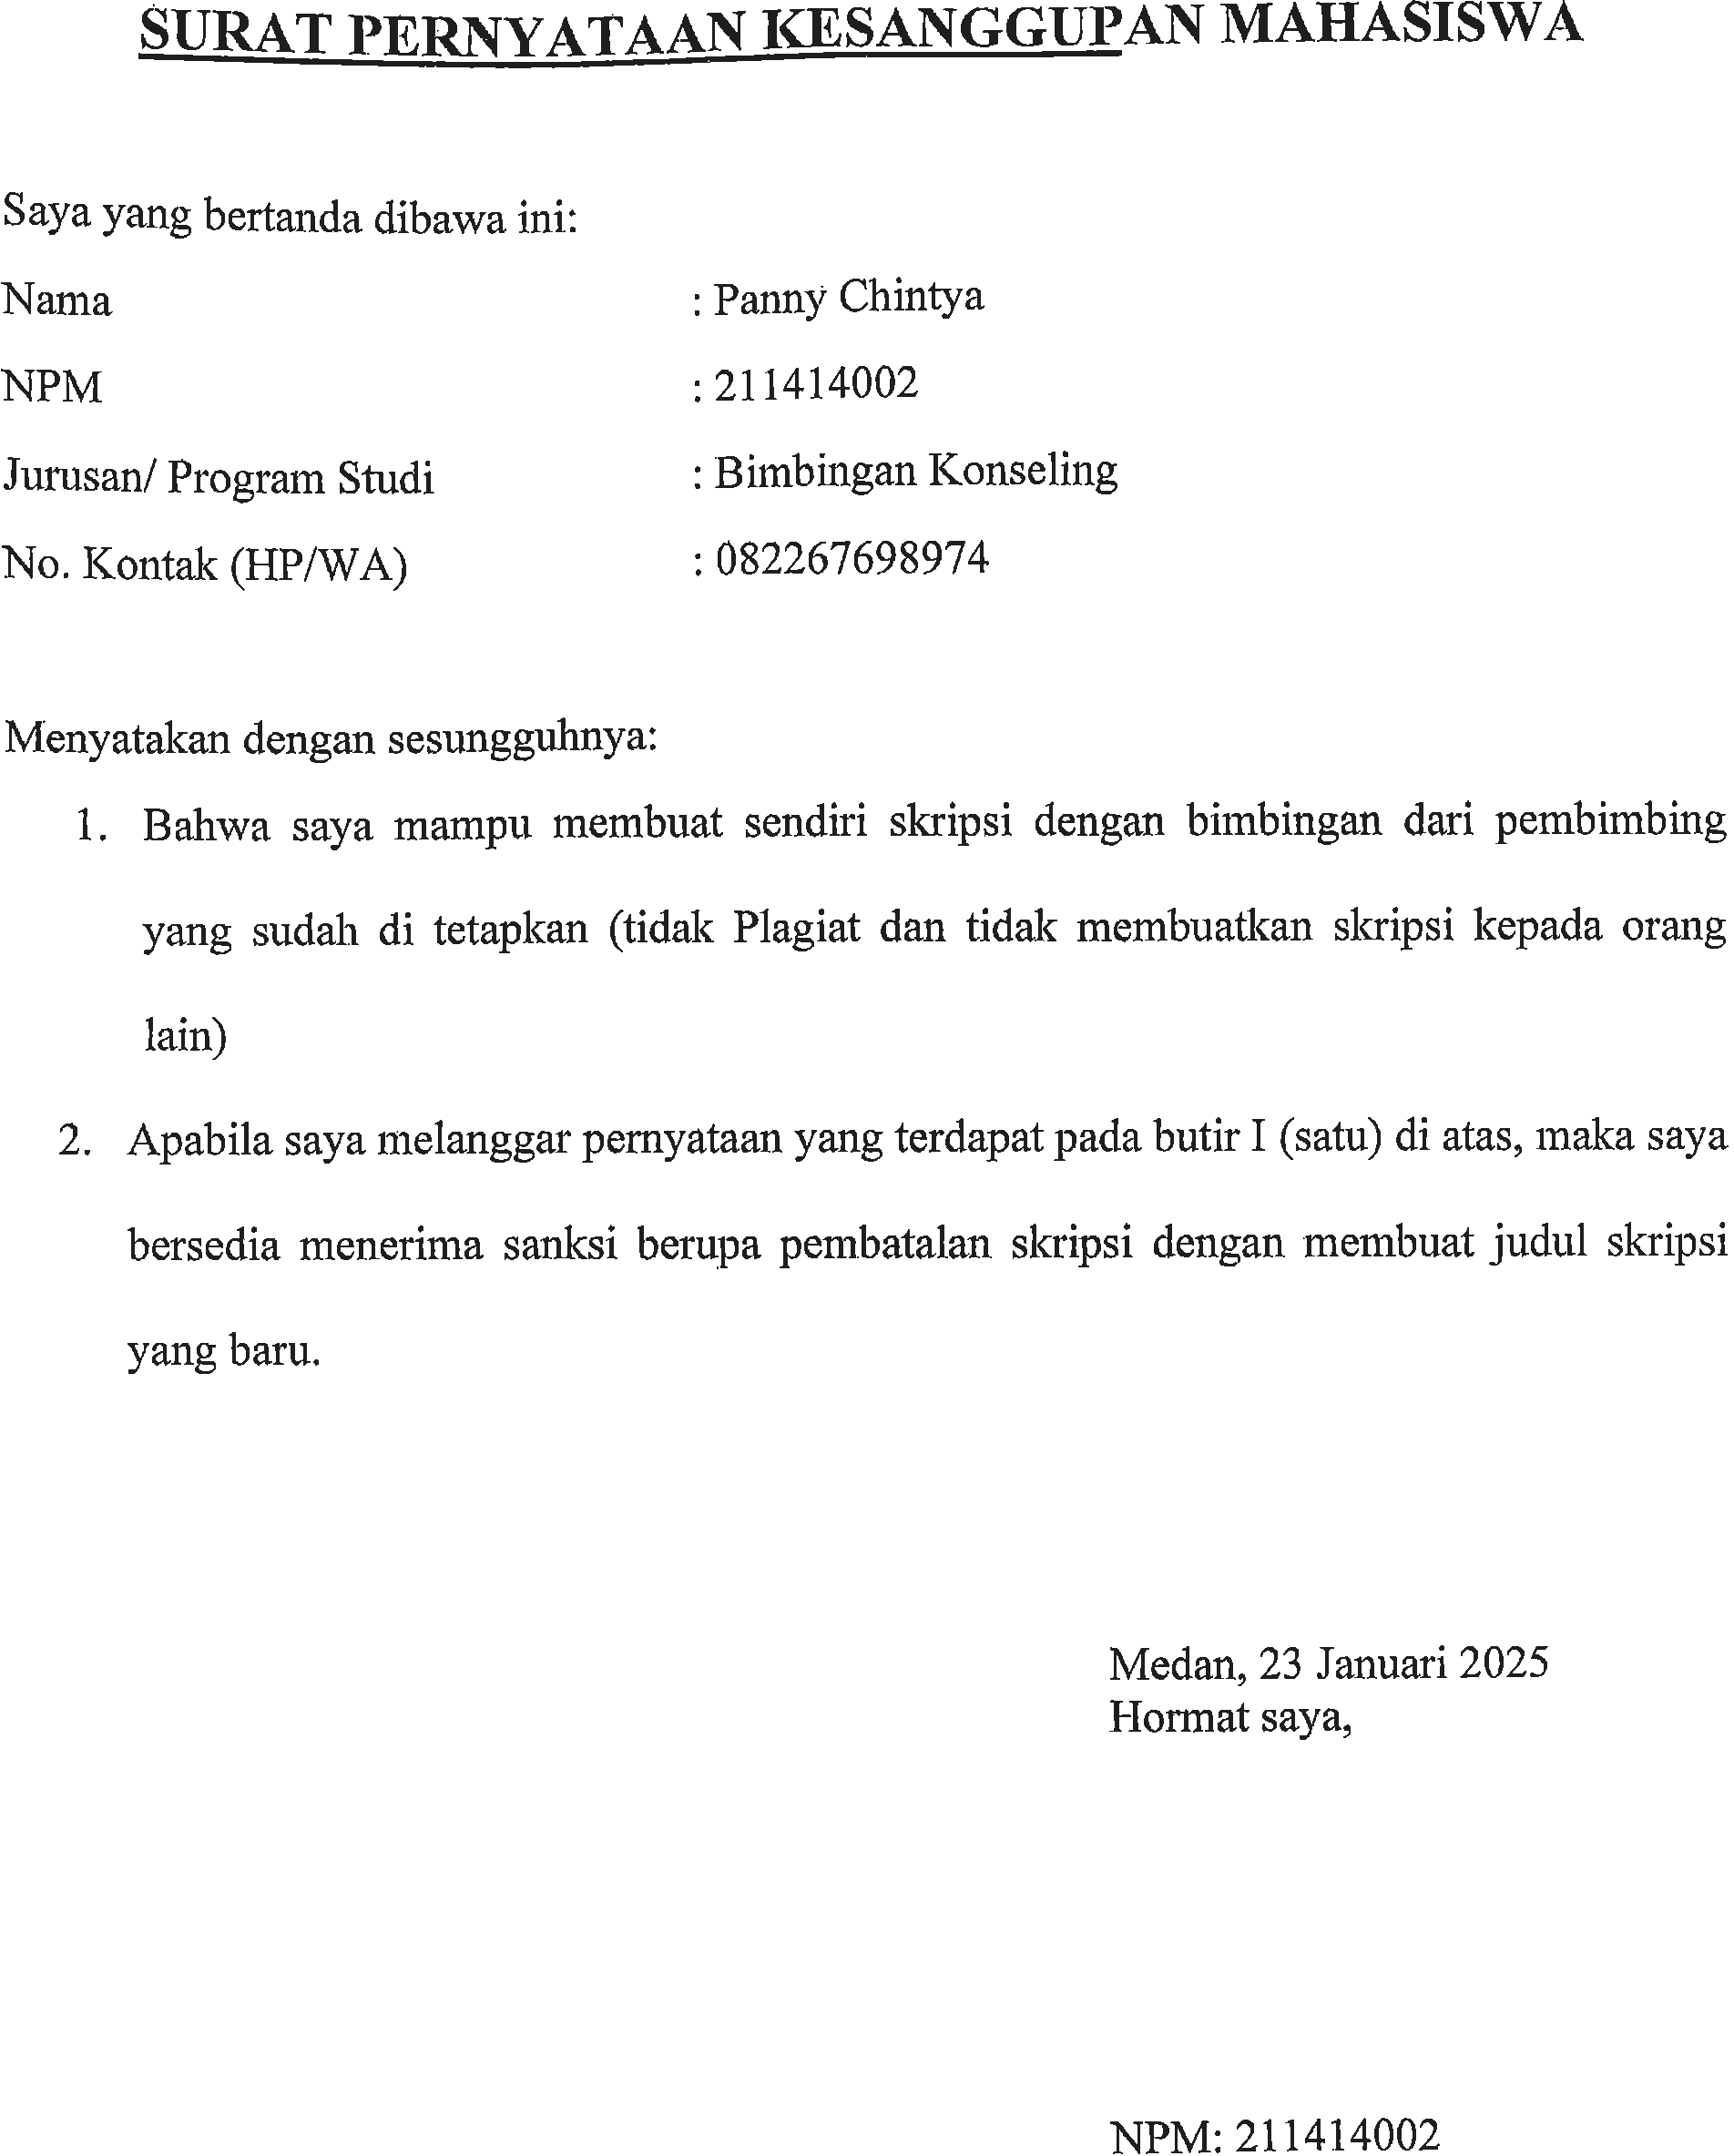 SURAT PERNYATAAN KESANGGUPAN MAHASISWA
Saya yang bertanda dibawa ini:
Nama : Panny Chintya
NPM : 211414002
Jurusan/ Program Studi : Bimbingan Konseling
No. Kontak (HP/WA) : 082267698974
Menyatakan dengan sesungguhnya:
1. Bahwa saya mampu membuat sendiri skripsi dengan bimbingan dari pembimbing
yang sudah di tetapkan (tidak Plagiat dan tidak membuatkan skripsi kepada orang
lain)
2. Apabila saya melanggar pernyataan yang terdapat pada butir I (satu) di atas, maka saya
bersedia menerima sanksi berupa pembatalan skripsi dengan membuat judul skripsi
yang baru.
Medan, 23 Januari 2025
Hormat saya,
NPM: 211414002